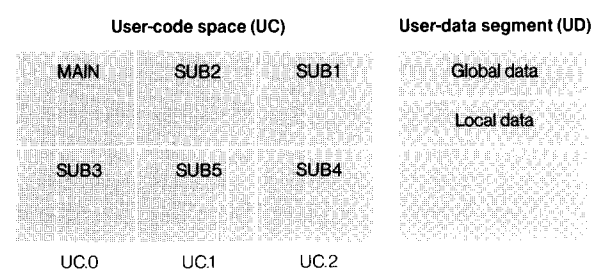 User-code space (UC) User-data segment (UD)
MAIN SUB2 SUB1 Global data
Local data
SUB3 SUB5 SUB4
UC.0 UC.1 UC.2